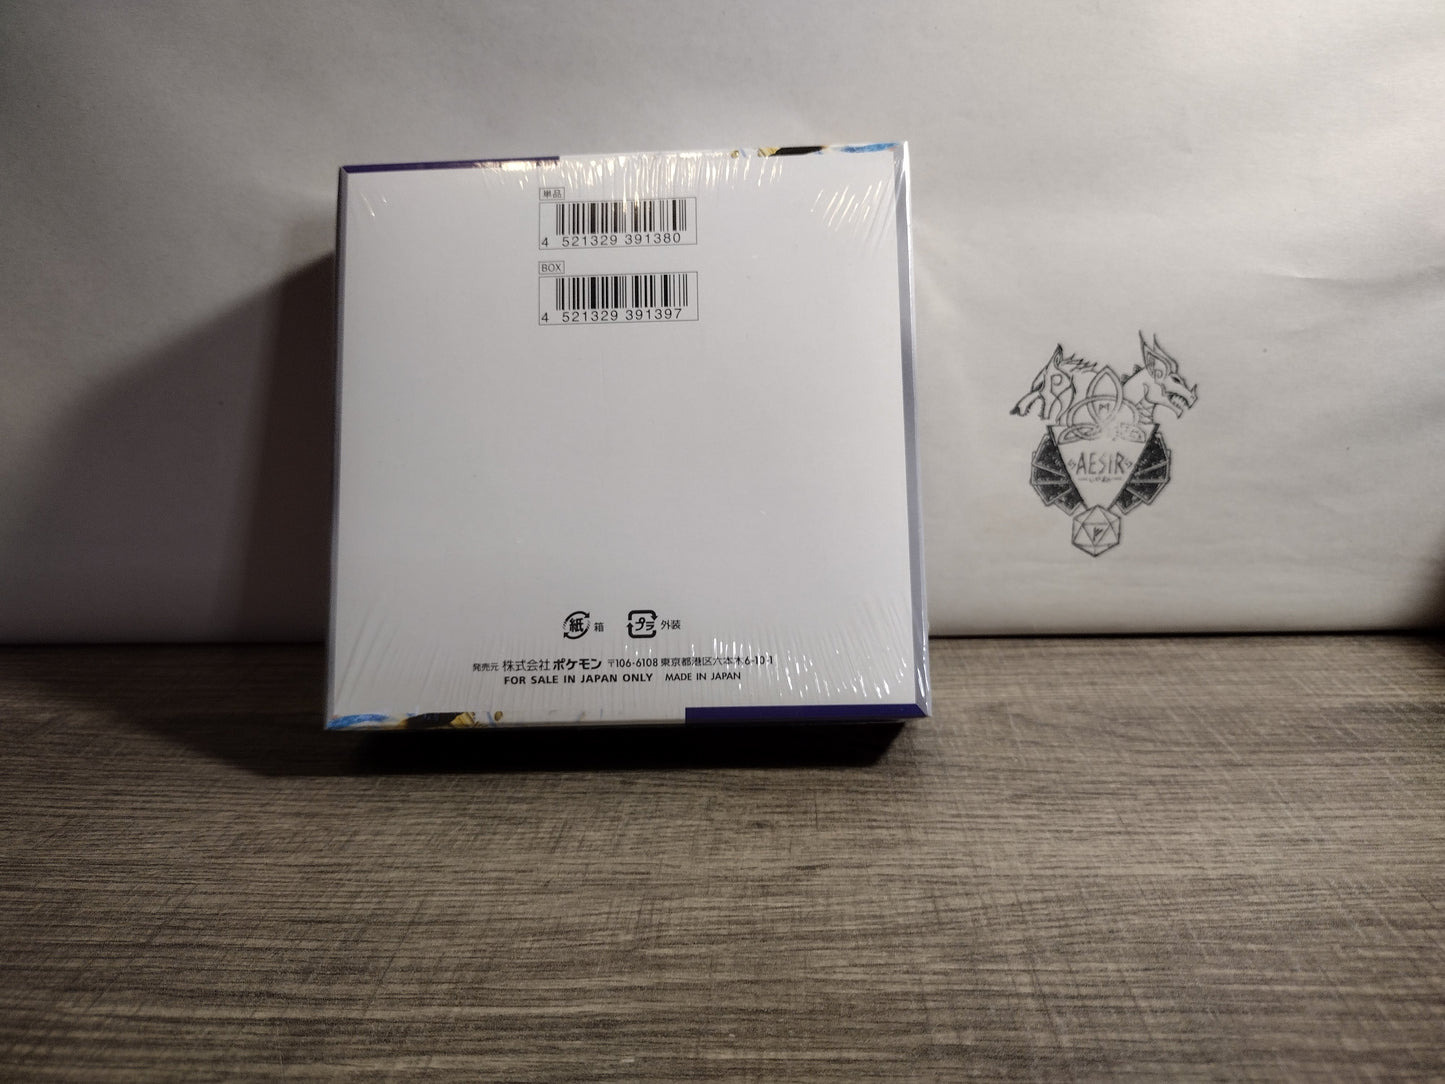 単品
4 521329 391380
BOX
4 521329 391397
紙 箱 プラ 外装
発売元 株式会社ポケモン 〒106-6108 東京都港区六本木6-10-1
FOR SALE IN JAPAN ONLY MADE IN JAPAN
AESIR